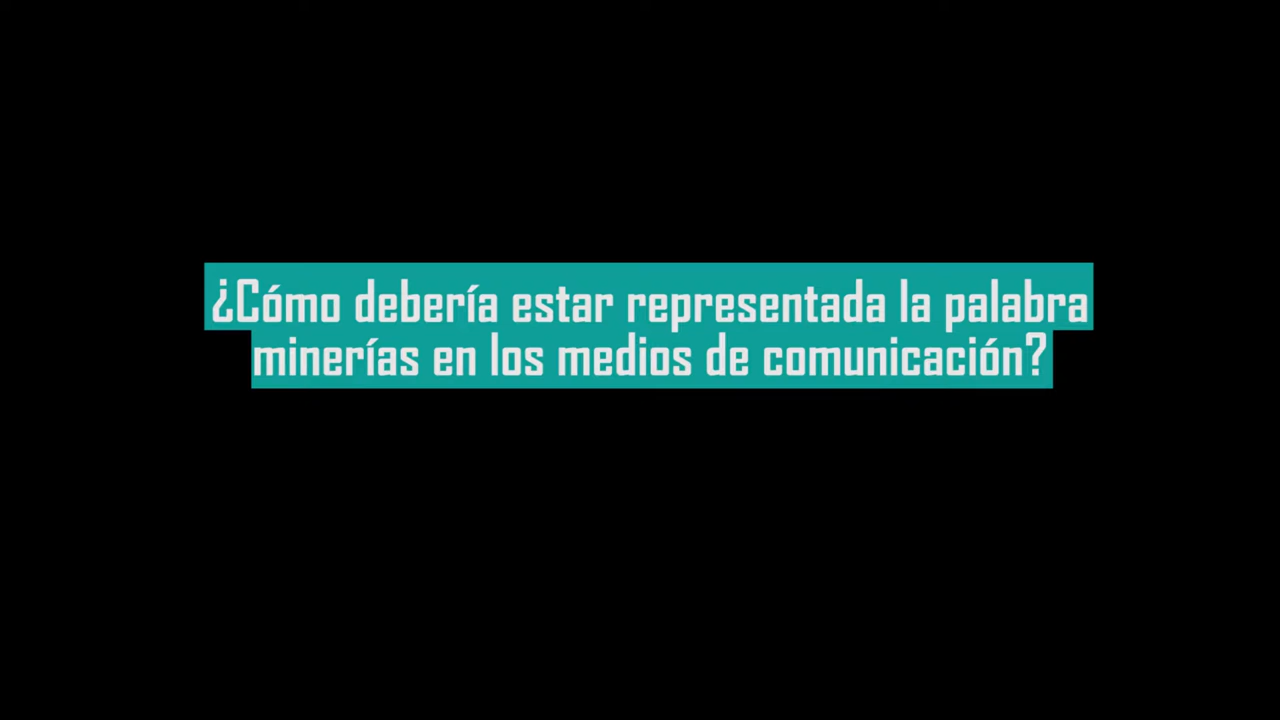 ¿Cómo debería estar representada la palabra
minerías en los medios de comunicación?